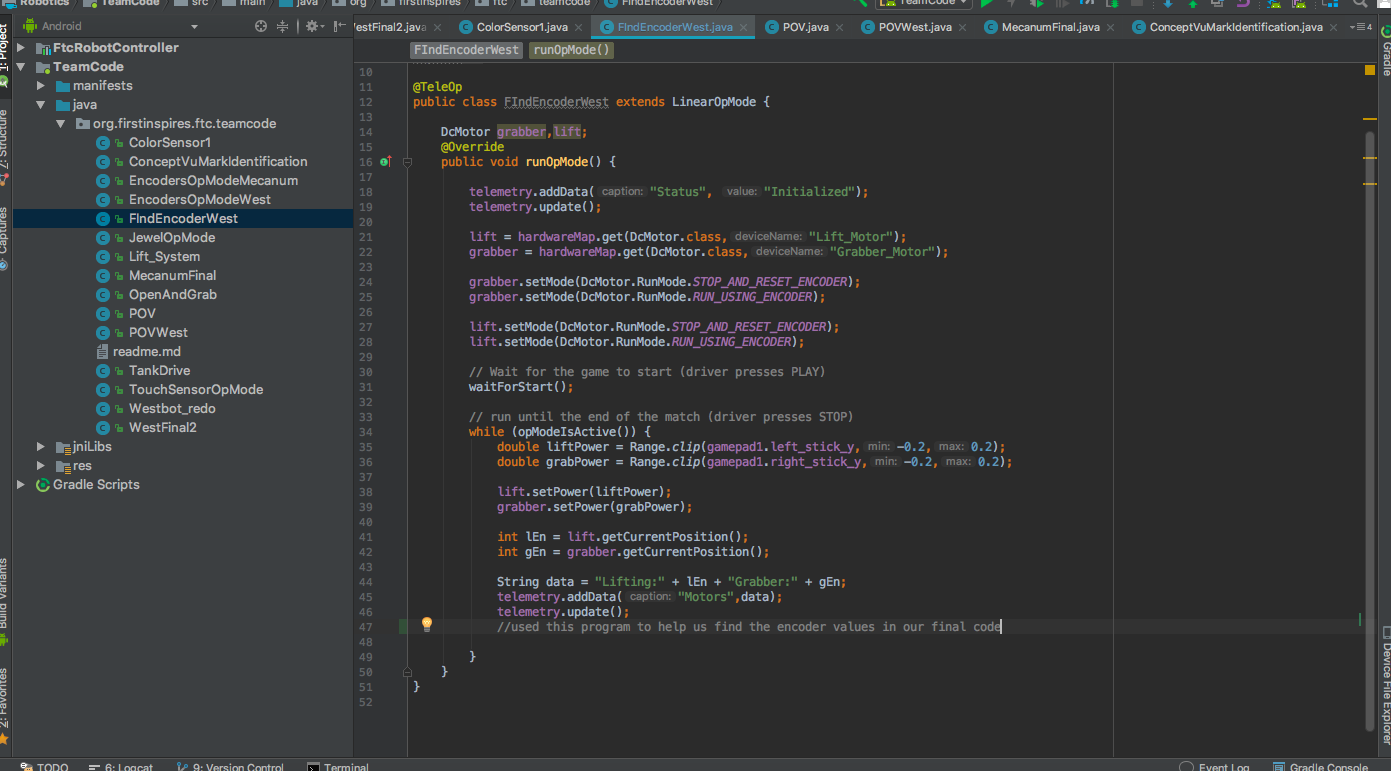 Robotics TeamCode src main java org firstinspires ftc teamcode FIndEncoderWest TeamCode
Android
estFinal2.java ColorSensor1.java FIndEncoderWest.java POV.java POVWest.java MecanumFinal.java ConceptVuMarkIdentification.java 4
1: Project
7: Structure
Captures
Build Variants
2: Favorites
FtcRobotController
TeamCode
manifests
java
org.firstinspires.ftc.teamcode
ColorSensor1
ConceptVuMarkIdentification
EncodersOpModeMecanum
EncodersOpModeWest
FIndEncoderWest
JewelOpMode
Lift_System
MecanumFinal
OpenAndGrab
POV
POVWest
readme.md
TankDrive
TouchSensorOpMode
Westbot_redo
WestFinal2
jniLibs
res
Gradle Scripts
FIndEncoderWest runOpMode()
10
11 @TeleOp
12 public class FIndEncoderWest extends LinearOpMode {
13
14 DcMotor grabber,lift;
15 @Override
16 public void runOpMode() {
17
18 telemetry.addData( caption: "Status", value: "Initialized");
19 telemetry.update();
20
21 lift = hardwareMap.get(DcMotor.class, deviceName: "Lift_Motor");
22 grabber = hardwareMap.get(DcMotor.class, deviceName: "Grabber_Motor");
23
24 grabber.setMode(DcMotor.RunMode.STOP_AND_RESET_ENCODER);
25 grabber.setMode(DcMotor.RunMode.RUN_USING_ENCODER);
26
27 lift.setMode(DcMotor.RunMode.STOP_AND_RESET_ENCODER);
28 lift.setMode(DcMotor.RunMode.RUN_USING_ENCODER);
29
30 // Wait for the game to start (driver presses PLAY)
31 waitForStart();
32
33 // run until the end of the match (driver presses STOP)
34 while (opModeIsActive()) {
35 double liftPower = Range.clip(gamepad1.left_stick_y, min: -0.2, max: 0.2);
36 double grabPower = Range.clip(gamepad1.right_stick_y, min: -0.2, max: 0.2);
37
38 lift.setPower(liftPower);
39 grabber.setPower(grabPower);
40
41 int lEn = lift.getCurrentPosition();
42 int gEn = grabber.getCurrentPosition();
43
44 String data = "Lifting:" + lEn + "Grabber:" + gEn;
45 telemetry.addData( caption: "Motors",data);
46 telemetry.update();
47 //used this program to help us find the encoder values in our final code
48
49 }
50 }
51 }
52
Gradle
Device File Explorer
TODO 6: Logcat 9: Version Control Terminal Event Log Gradle Console